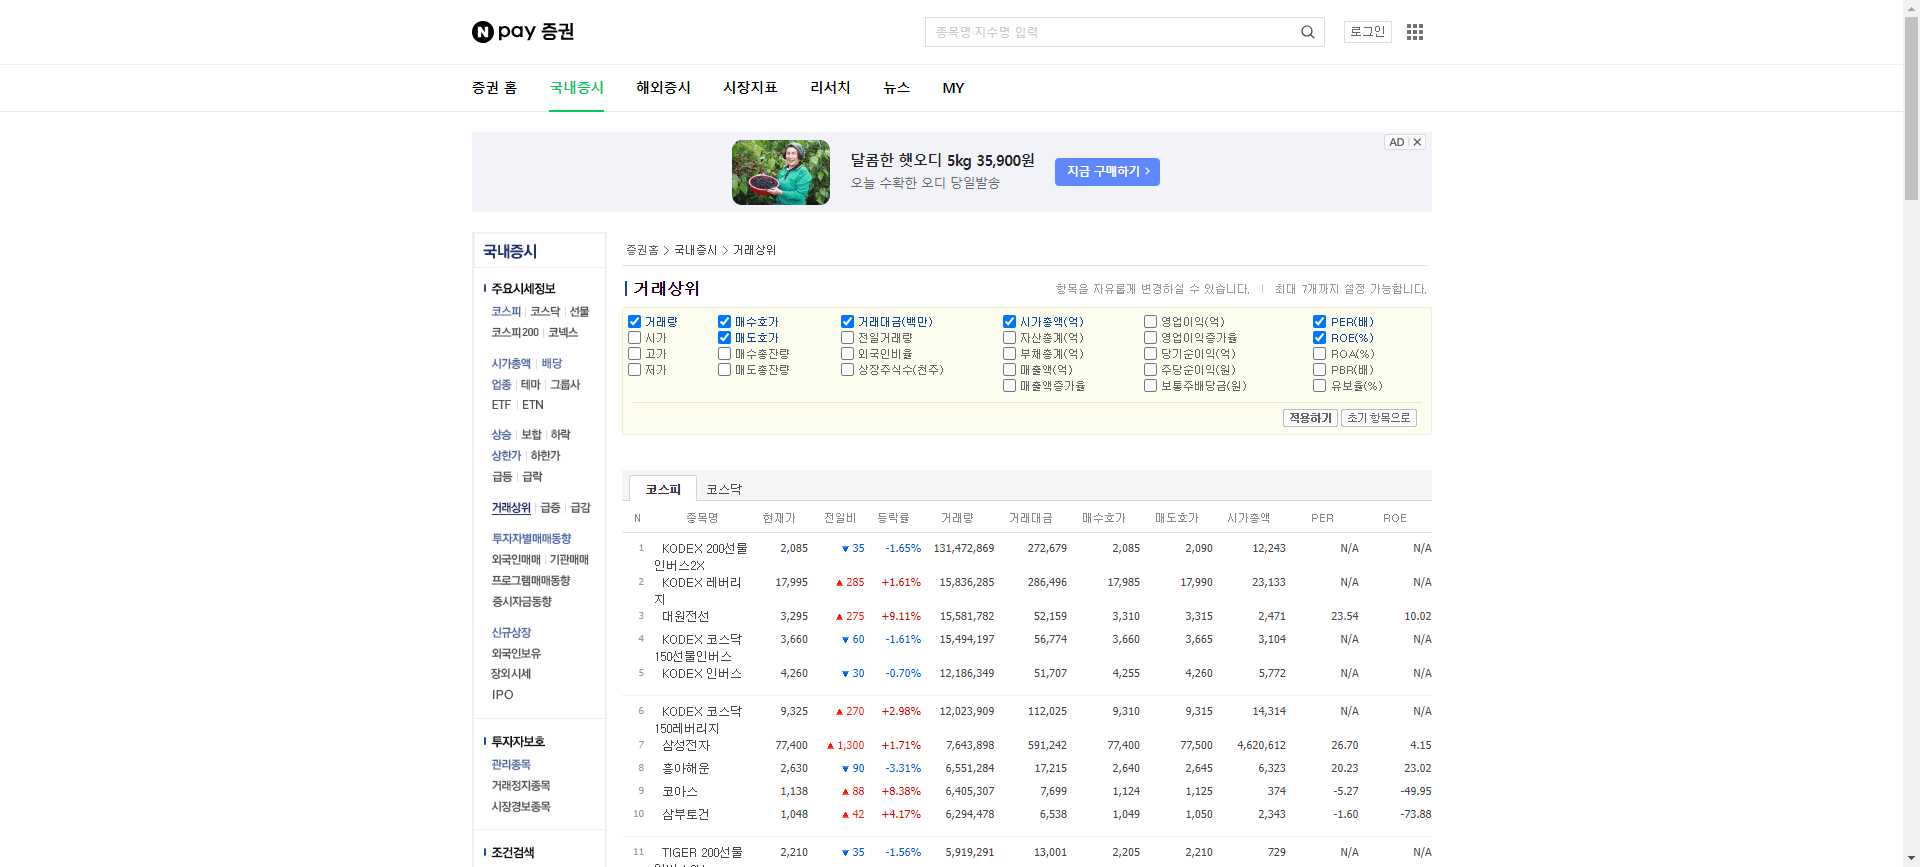 N pay 증권
종목명·지수명 입력
로그인
증권 홈 국내증시 해외증시 시장지표 리서치 뉴스 MY
달콤한 햇오디 5kg 35,900원
오늘 수확한 오디 당일발송
지금 구매하기 >
AD
국내증시
주요시세정보
코스피 코스닥 선물
코스피200 코넥스
시가총액 배당
업종 테마 그룹사
ETF ETN
상승 보합 하락
상한가 하한가
급등 급락
거래상위 급증 급감
투자자별매매동향
외국인매매 기관매매
프로그램매매동향
증시자금동향
신규상장
외국인보유
장외시세
IPO
투자자보호
관리종목
거래정지종목
시장경보종목
조건검색
증권홈 > 국내증시 > 거래상위
거래상위
항목을 자유롭게 변경하실 수 있습니다. 최대 7개까지 설정 가능합니다.
거래량 매수호가 거래대금(백만) 시가총액(억) 영업이익(억) PER(배)
시가 매도호가 전일거래량 자산총계(억) 영업이익증가율 ROE(%)
고가 매수총잔량 외국인비율 부채총계(억) 당기순이익(억) ROA(%)
저가 매도총잔량 상장주식수(천주) 매출액(억) 주당순이익(원) PBR(배)
매출액증가율 보통주배당금(원) 유보율(%)
적용하기 초기 항목으로
코스피 코스닥
N 종목명 현재가 전일비 등락률 거래량 거래대금 매수호가 매도호가 시가총액 PER ROE
1 KODEX 200선물 2,085 ▼ 35 -1.65% 131,472,869 272,679 2,085 2,090 12,243 N/A N/A
인버스2X
2 KODEX 레버리 17,995 ▲ 285 +1.61% 15,836,285 286,496 17,985 17,990 23,133 N/A N/A
지
3 대원전선 3,295 ▲ 275 +9.11% 15,581,782 52,159 3,310 3,315 2,471 23.54 10.02
4 KODEX 코스닥 3,660 ▼ 60 -1.61% 15,494,197 56,774 3,660 3,665 3,104 N/A N/A
150선물인버스
5 KODEX 인버스 4,260 ▼ 30 -0.70% 12,186,349 51,707 4,255 4,260 5,772 N/A N/A
6 KODEX 코스닥 9,325 ▲ 270 +2.98% 12,023,909 112,025 9,310 9,315 14,314 N/A N/A
150레버리지
7 삼성전자 77,400 ▲ 1,300 +1.71% 7,643,898 591,242 77,400 77,500 4,620,612 26.70 4.15
8 흥아해운 2,630 ▼ 90 -3.31% 6,551,284 17,215 2,640 2,645 6,323 20.23 23.02
9 코아스 1,138 ▲ 88 +8.38% 6,405,307 7,699 1,124 1,125 374 -5.27 -49.95
10 삼부토건 1,048 ▲ 42 +4.17% 6,294,478 6,538 1,049 1,050 2,343 -1.60 -73.88
11 TIGER 200선물 2,210 ▼ 35 -1.56% 5,919,291 13,001 2,205 2,210 729 N/A N/A